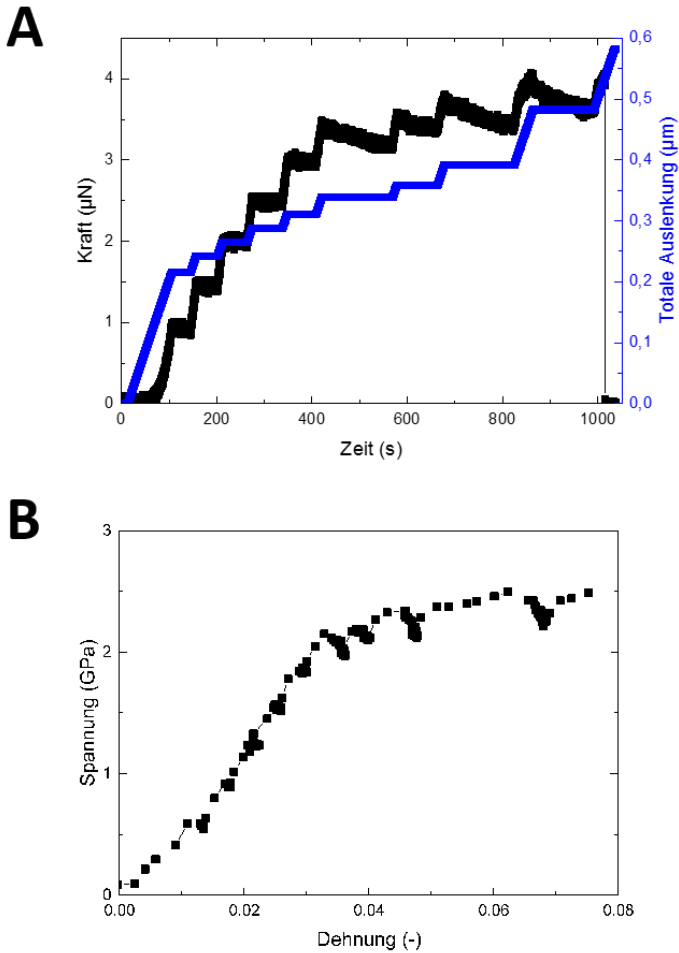 A
Kraft (µN)
4
3
2
1
0
0,6
0,5
0,4
0,3
0,2
0,1
0,0
Totale Auslenkung (µm)
0 200 400 600 800 1000
Zeit (s)
B
Spannung (GPa)
3
2
1
0
0.00 0.02 0.04 0.06 0.08
Dehnung (-)